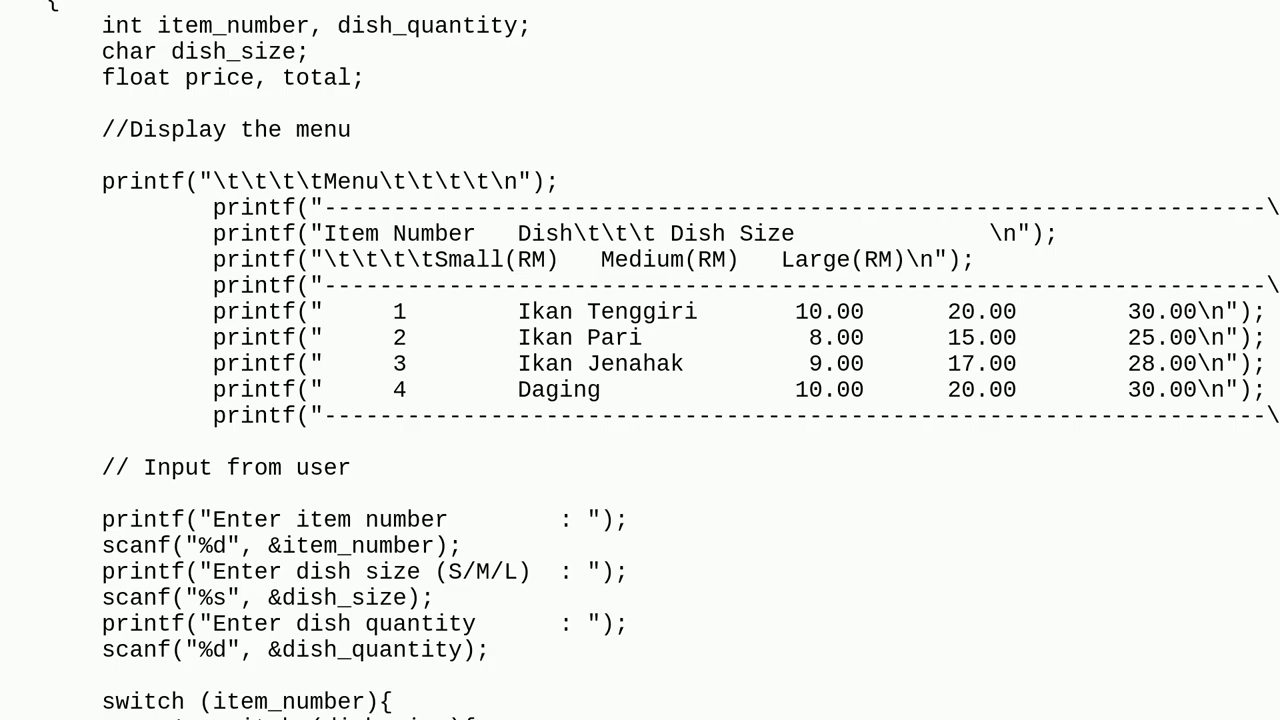 {
    int item_number, dish_quantity;
    char dish_size;
    float price, total;

    //Display the menu

    printf("\t\t\t\tMenu\t\t\t\t\n");
            printf("--------------------------------------------------------------------\
            printf("Item Number   Dish\t\t\t Dish Size              \n");
            printf("\t\t\t\tSmall(RM)   Medium(RM)   Large(RM)\n");
            printf("--------------------------------------------------------------------\
            printf("     1        Ikan Tenggiri       10.00      20.00        30.00\n");
            printf("     2        Ikan Pari            8.00      15.00        25.00\n");
            printf("     3        Ikan Jenahak         9.00      17.00        28.00\n");
            printf("     4        Daging              10.00      20.00        30.00\n");
            printf("--------------------------------------------------------------------\

    // Input from user

    printf("Enter item number        : ");
    scanf("%d", &item_number);
    printf("Enter dish size (S/M/L)  : ");
    scanf("%s", &dish_size);
    printf("Enter dish quantity      : ");
    scanf("%d", &dish_quantity);

    switch (item_number){